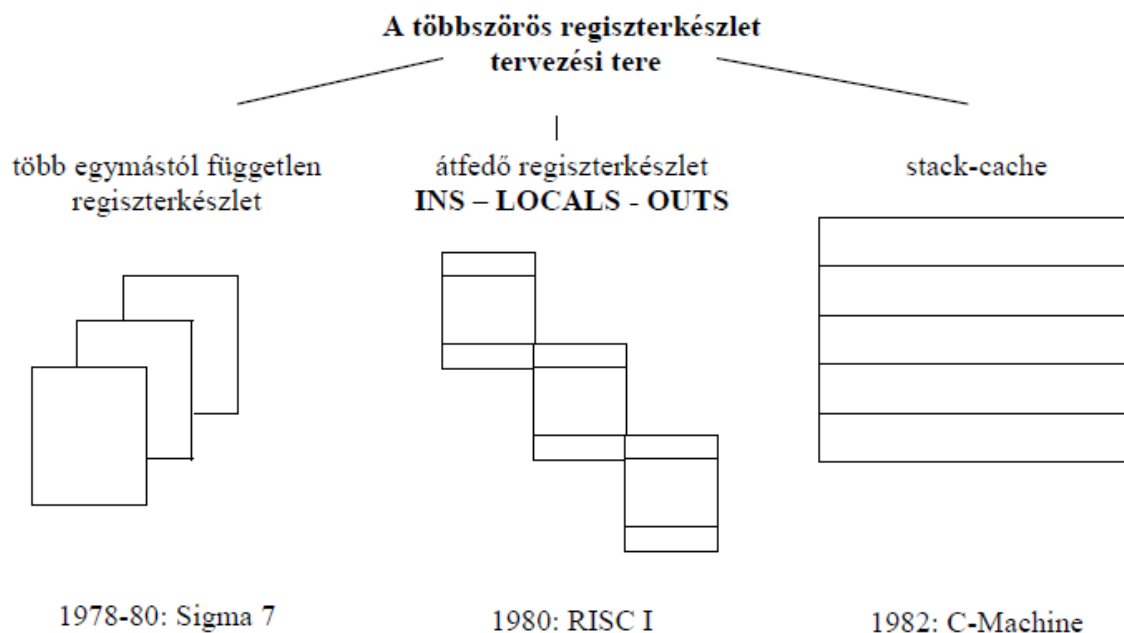 A többszörös regiszterkészlet
tervezési tere
több egymástól független
regiszterkészlet
átfedő regiszterkészlet
INS – LOCALS - OUTS
stack-cache
1978-80: Sigma 7
1980: RISC I
1982: C-Machine